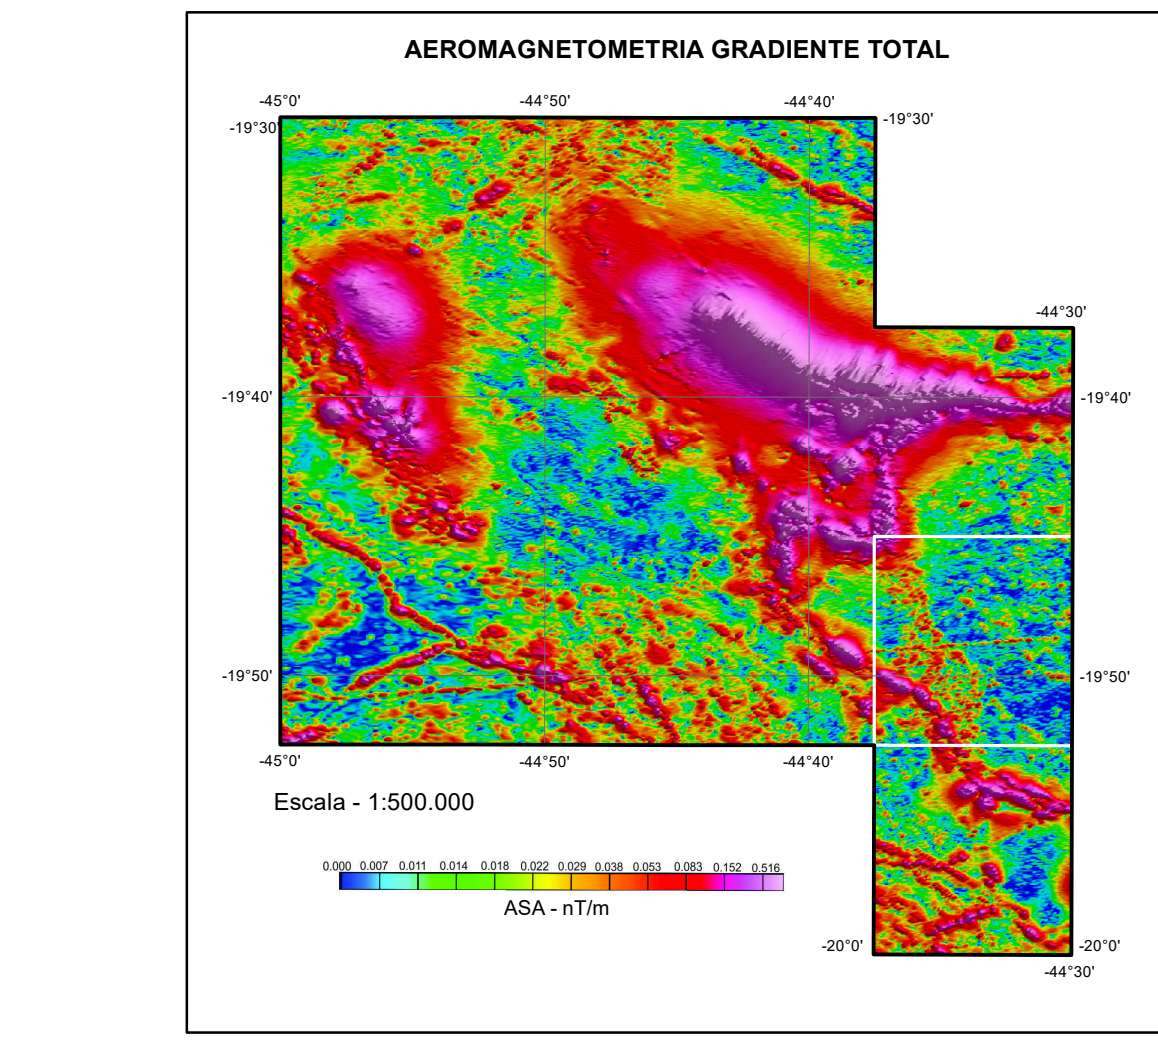 AEROMAGNETOMETRIA GRADIENTE TOTAL
-45°0' -44°50' -44°40'
-19°30' -19°30'
-44°30'
-19°40' -19°40'
-19°50' -19°50'
-45°0' -44°50' -44°40'
Escala - 1:500.000
0.000 0.007 0.011 0.014 0.018 0.022 0.029 0.038 0.053 0.083 0.152 0.516
ASA - nT/m
-20°0' -20°0'
-44°30'